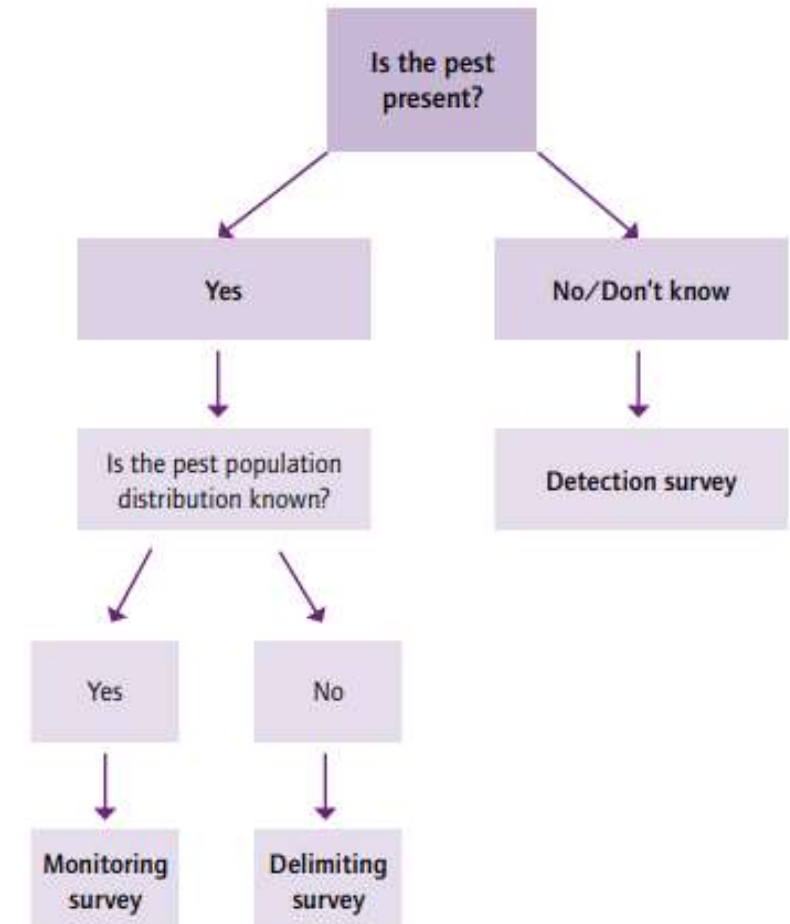 Is the pest
present?
Yes
No/Don't know
Is the pest population
distribution known?
Detection survey
Yes
No
Monitoring
survey
Delimiting
survey